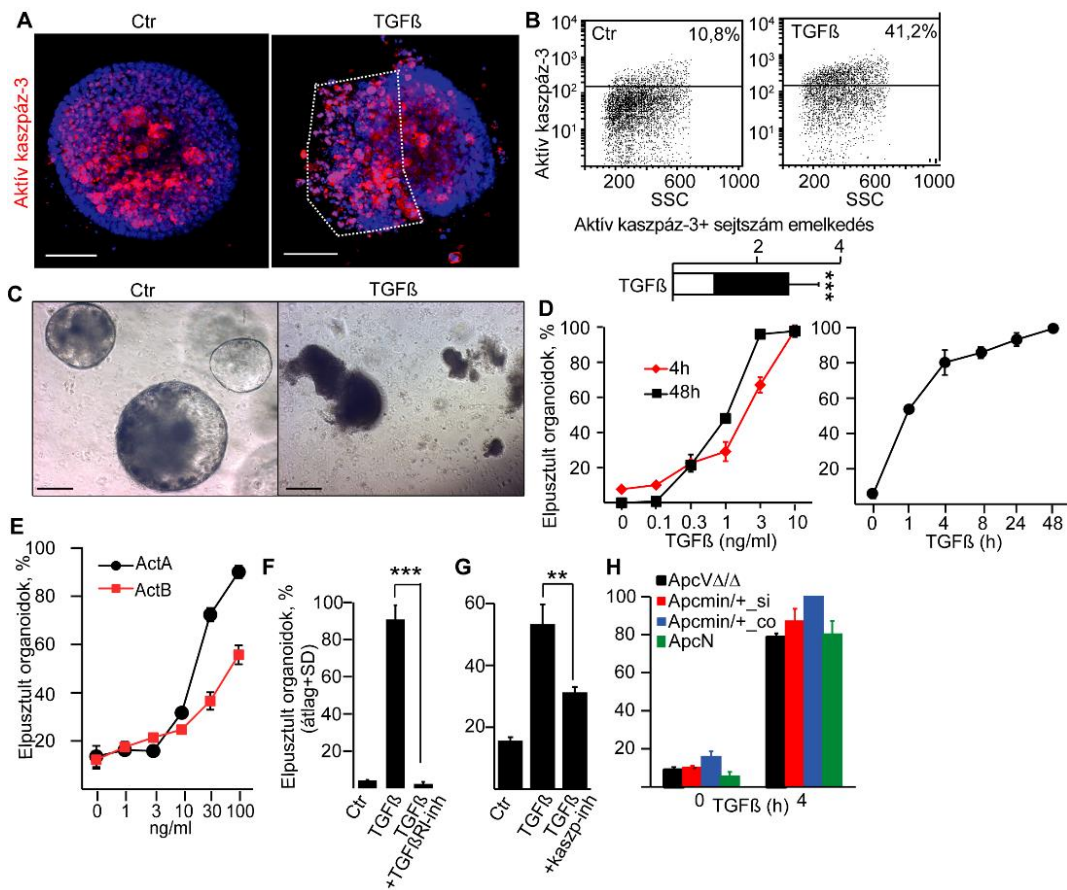 A
Ctr
TGFß
Aktív kaszpáz-3
B
Aktív kaszpáz-3
10⁴
10³
10²
10¹
Ctr
10,8%
200 600 1000
SSC
10⁴
10³
10²
10¹
TGFß
41,2%
200 600 1000
SSC
Aktív kaszpáz-3+ sejtszám emelkedés
2 4
TGFß
***
C
Ctr
TGFß
D
Elpusztult organoidok, %
100
80
60
40
20
4h
48h
0 0.1 0.3 1 3 10
TGFß (ng/ml)
100
80
60
40
20
0 1 4 8 24 48
TGFß (h)
E
Elpusztult organoidok, %
100
80
60
40
20
ActA
ActB
0 1 3 10 30 100
ng/ml
F
Elpusztult organoidok, %
(átlag+SD)
100
80
60
40
20
***
Ctr
TGFß
TGFß
+TGFßRI-inh
G
60
40
20
**
Ctr
TGFß
TGFß
+kaszp-inh
H
100
80
60
40
20
ApcVΔ/Δ
Apcmin/+_si
Apcmin/+_co
ApcN
0 4
TGFß (h)